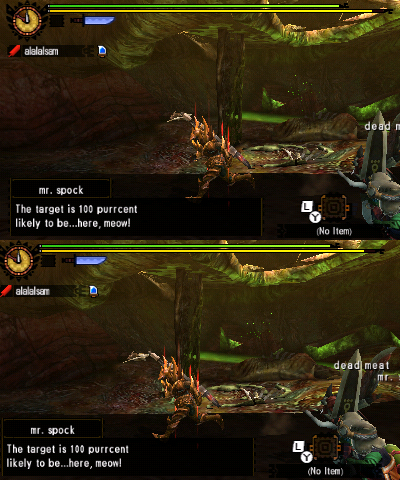 alalalsam
dead m
mr. spock
The target is 100 purrcent
likely to be...here, meow!
L
Y
(No Item)
alalalsam
dead meat
mr. s
mr. spock
The target is 100 purrcent
likely to be...here, meow!
L
Y
(No Item)